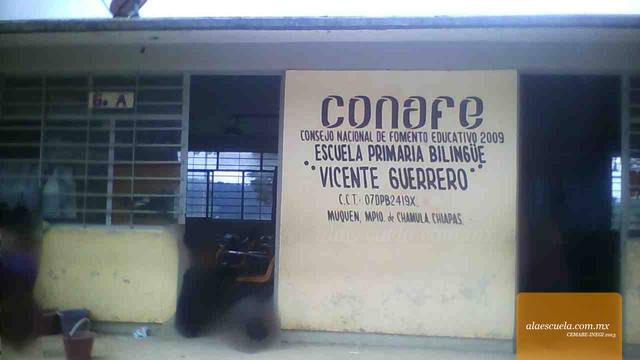 6o. A
conafe
CONSEJO NACIONAL DE FOMENTO EDUCATIVO 2009
ESCUELA PRIMARIA BILINGÜE
"VICENTE GUERRERO"
C.C.T.: 07DPB2419X.
MUQUEN, MPIO. de CHAMULA, CHIAPAS.
alaescuela.com.mx
CEMABE-INEGI 2013